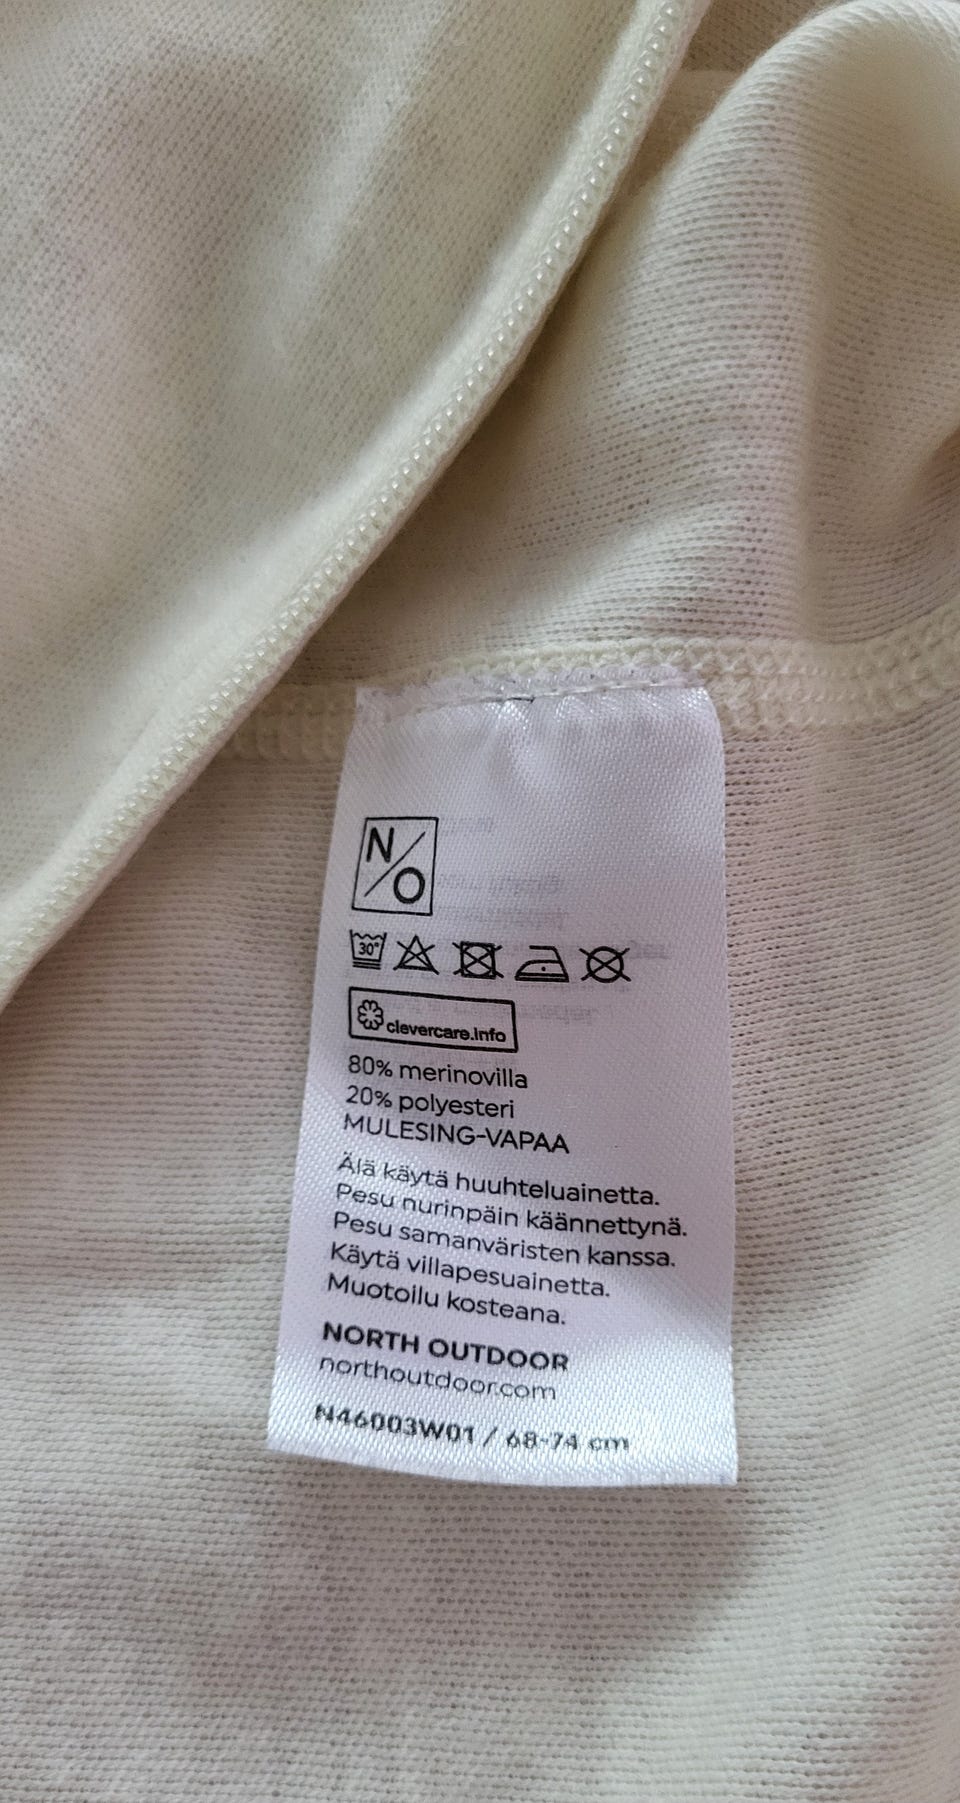 N/O
30°
clevercare.info
80% merinovilla
20% polyesteri
MULESING-VAPAA
Älä käytä huuhteluainetta.
Pesu nurinpäin käännettynä.
Pesu samanväristen kanssa.
Käytä villapesuainetta.
Muotoilu kosteana.
NORTH OUTDOOR
northoutdoor.com
N46003W01 / 68-74 cm